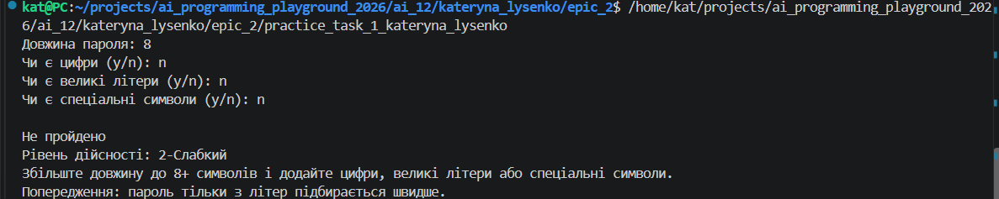 kat@PC:~/projects/ai_programming_playground_2026/ai_12/kateryna_lysenko/epic_2$ /home/kat/projects/ai_programming_playground_202
6/ai_12/kateryna_lysenko/epic_2/practice_task_1_kateryna_lysenko
Довжина пароля: 8
Чи є цифри (y/n): n
Чи є великі літери (y/n): n
Чи є спеціальні символи (y/n): n
Не пройдено
Рівень дійсності: 2-Слабкий
Збільште довжину до 8+ символів і додайте цифри, великі літери або спеціальні символи.
Попередження: пароль тільки з літер підбирається швидше.